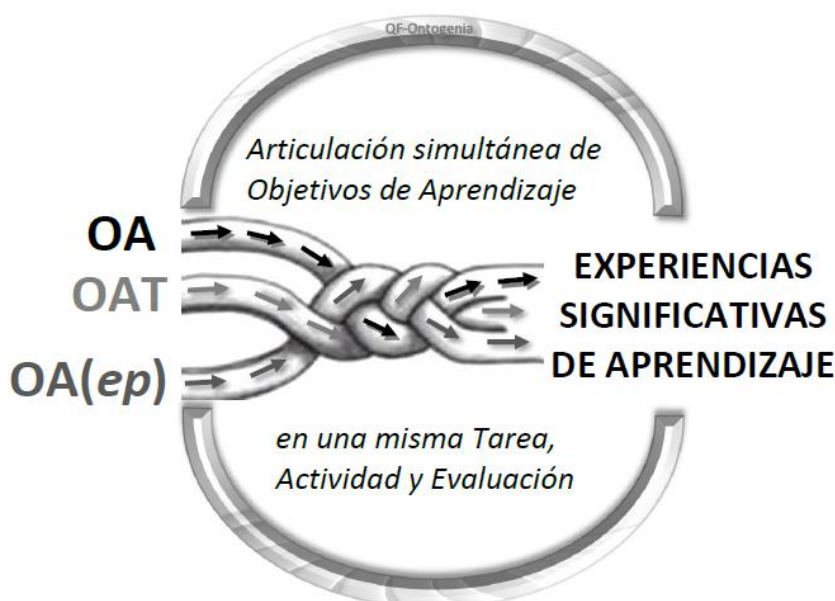 QF-Ontogenia
Articulación simultánea de
Objetivos de Aprendizaje
OA
OAT
OA(ep)
EXPERIENCIAS
SIGNIFICATIVAS
DE APRENDIZAJE
en una misma Tarea,
Actividad y Evaluación